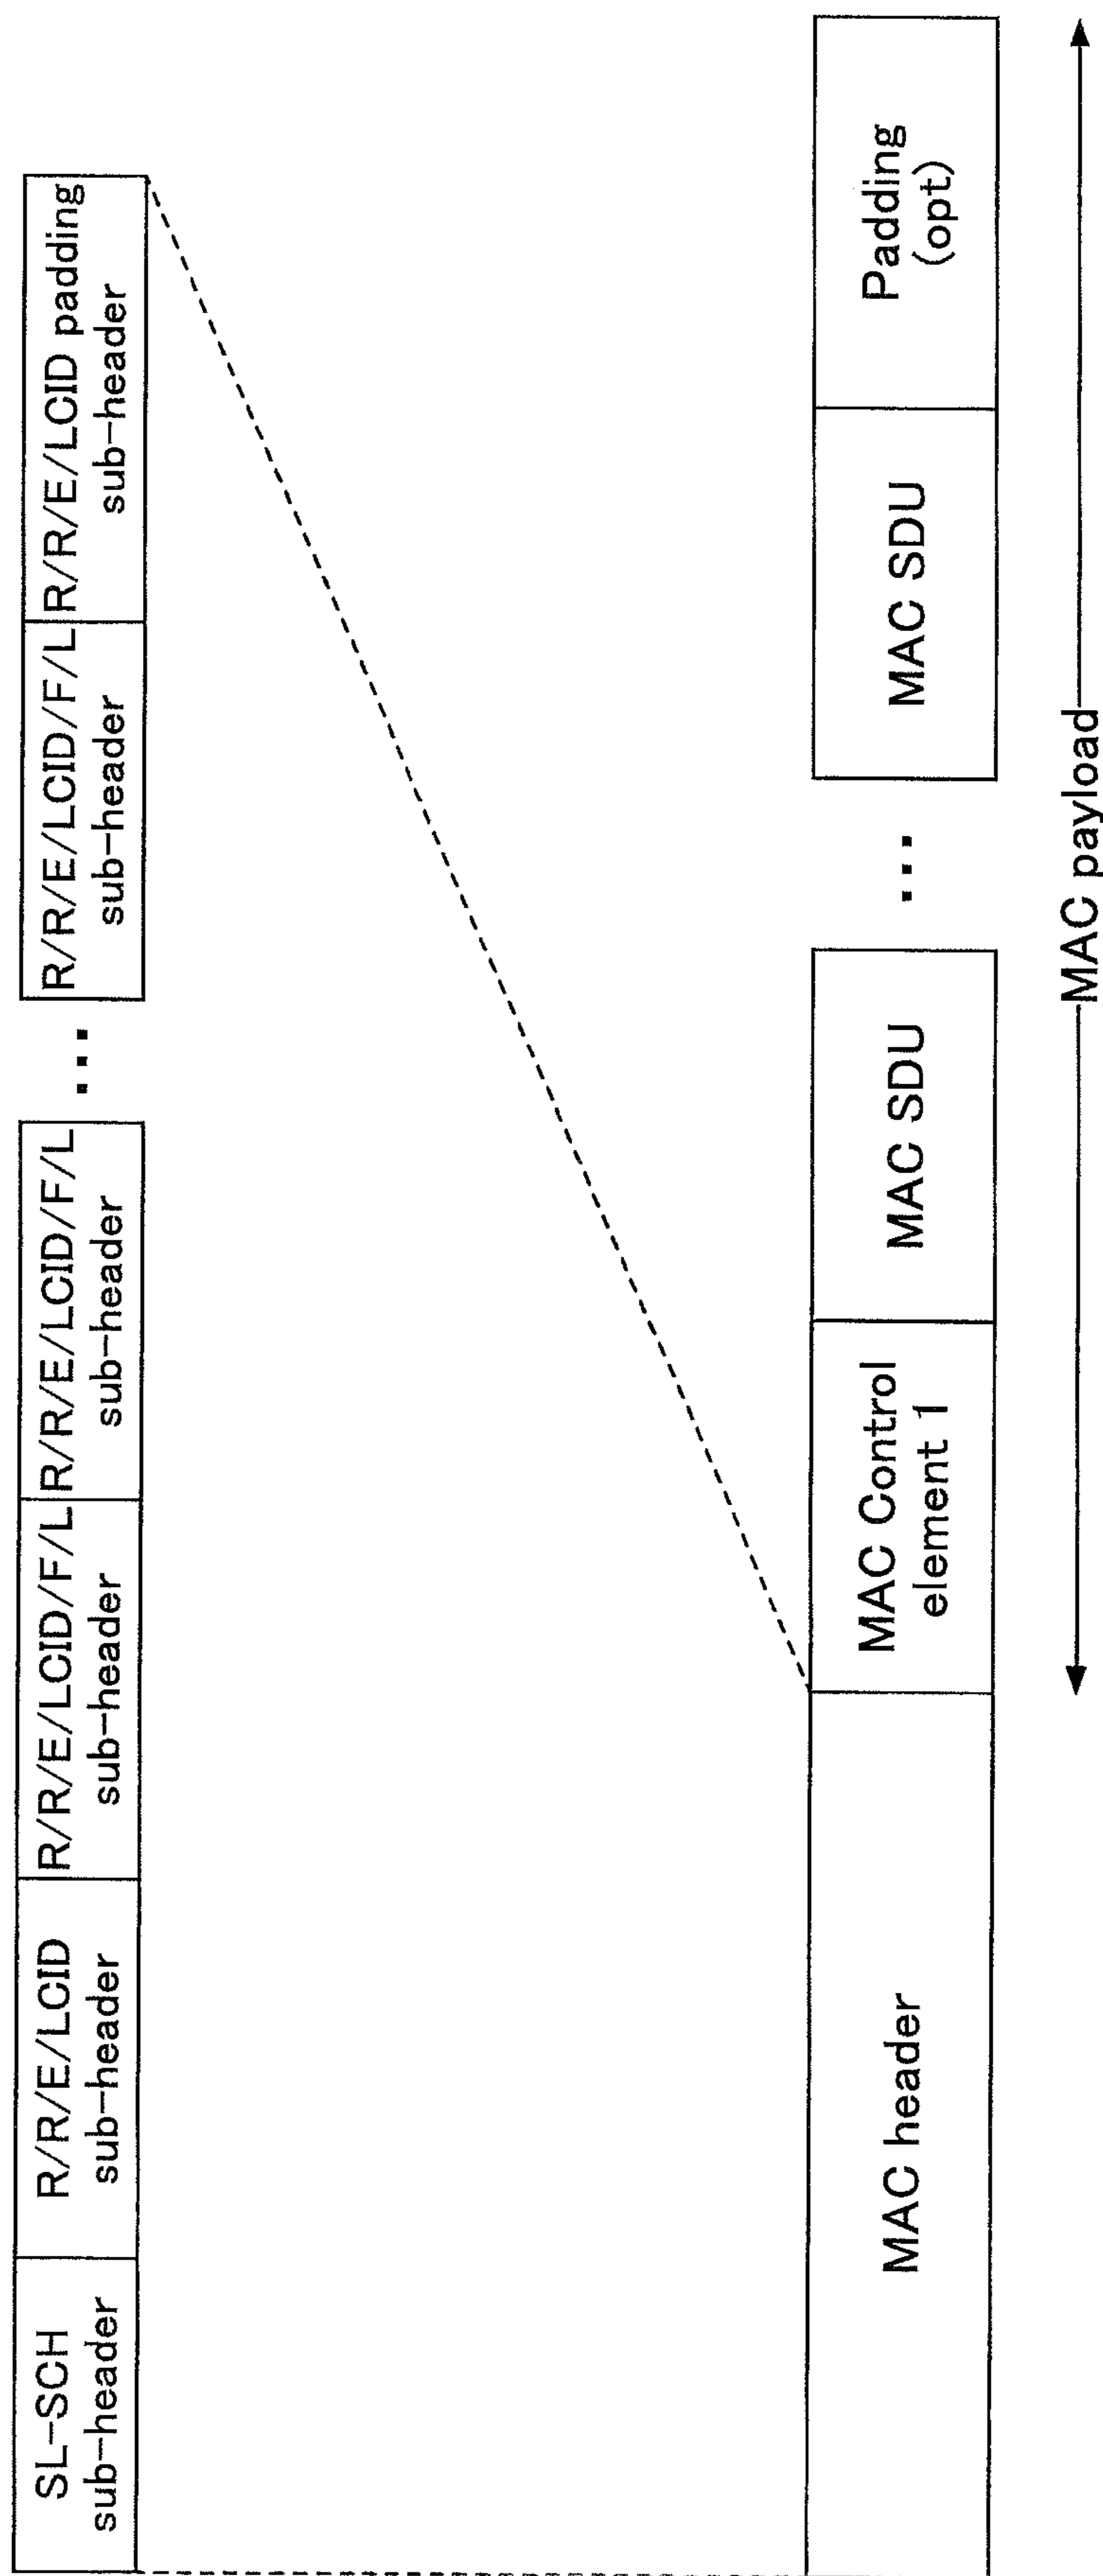 SL-SCH
sub-header
R/R/E/LCID
sub-header
R/R/E/LCID/F/L
sub-header
R/R/E/LCID/F/L
sub-header
...
R/R/E/LCID/F/L
sub-header
R/R/E/LCID padding
sub-header
MAC header
MAC Control
element 1
MAC SDU
...
MAC SDU
Padding
(opt)
MAC payload